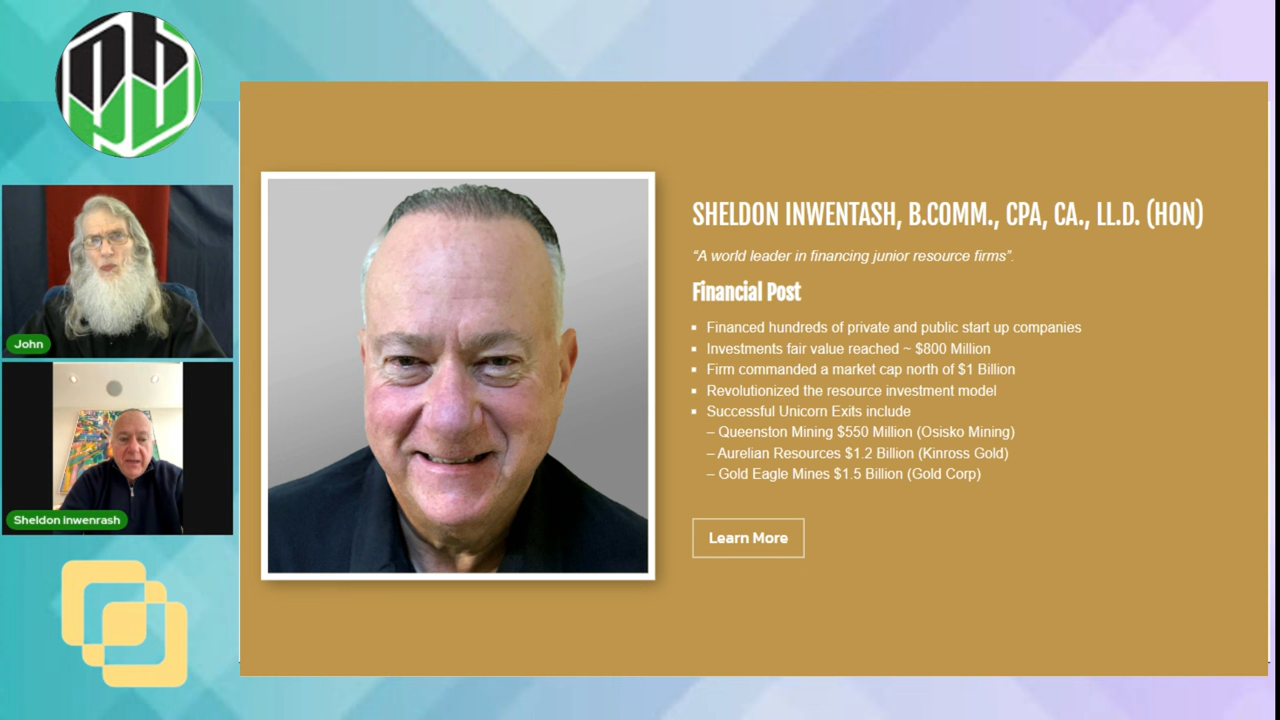 John
Sheldon inwenrash
SHELDON INWENTASH, B.COMM., CPA, CA., LL.D. (HON)
“A world leader in financing junior resource firms”.
Financial Post
▪ Financed hundreds of private and public start up companies
▪ Investments fair value reached ~ $800 Million
▪ Firm commanded a market cap north of $1 Billion
▪ Revolutionized the resource investment model
▪ Successful Unicorn Exits include
– Queenston Mining $550 Million (Osisko Mining)
– Aurelian Resources $1.2 Billion (Kinross Gold)
– Gold Eagle Mines $1.5 Billion (Gold Corp)
Learn More